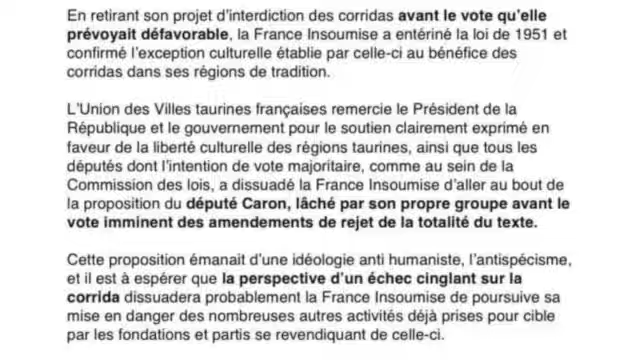 En retirant son projet d'interdiction des corridas avant le vote qu'elle
prévoyait défavorable, la France Insoumise a entériné la loi de 1951 et
confirmé l'exception culturelle établie par celle-ci au bénéfice des
corridas dans ses régions de tradition.
L'Union des Villes taurines françaises remercie le Président de la
République et le gouvernement pour le soutien clairement exprimé en
faveur de la liberté culturelle des régions taurines, ainsi que tous les
députés dont l'intention de vote majoritaire, comme au sein de la
Commission des lois, a dissuadé la France Insoumise d'aller au bout de
la proposition du député Caron, lâché par son propre groupe avant le
vote imminent des amendements de rejet de la totalité du texte.
Cette proposition émanait d'une idéologie anti humaniste, l'antispécisme,
et il est à espérer que la perspective d'un échec cinglant sur la
corrida dissuadera probablement la France Insoumise de poursuive sa
mise en danger des nombreuses autres activités déjà prises pour cible
par les fondations et partis se revendiquant de celle-ci.